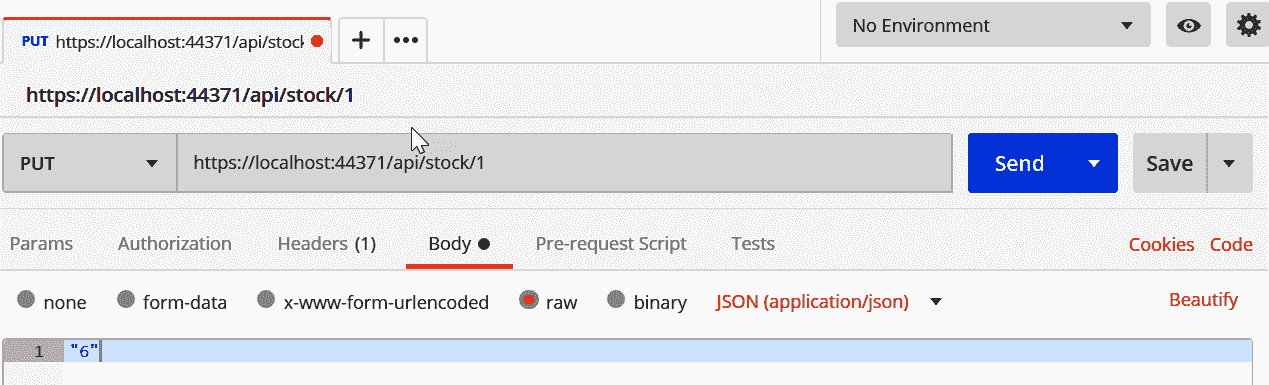 PUT https://localhost:44371/api/stock No Environment
https://localhost:44371/api/stock/1
PUT https://localhost:44371/api/stock/1 Send Save
Params Authorization Headers (1) Body Pre-request Script Tests Cookies Code
none form-data x-www-form-urlencoded raw binary JSON (application/json) Beautify
1 "6"